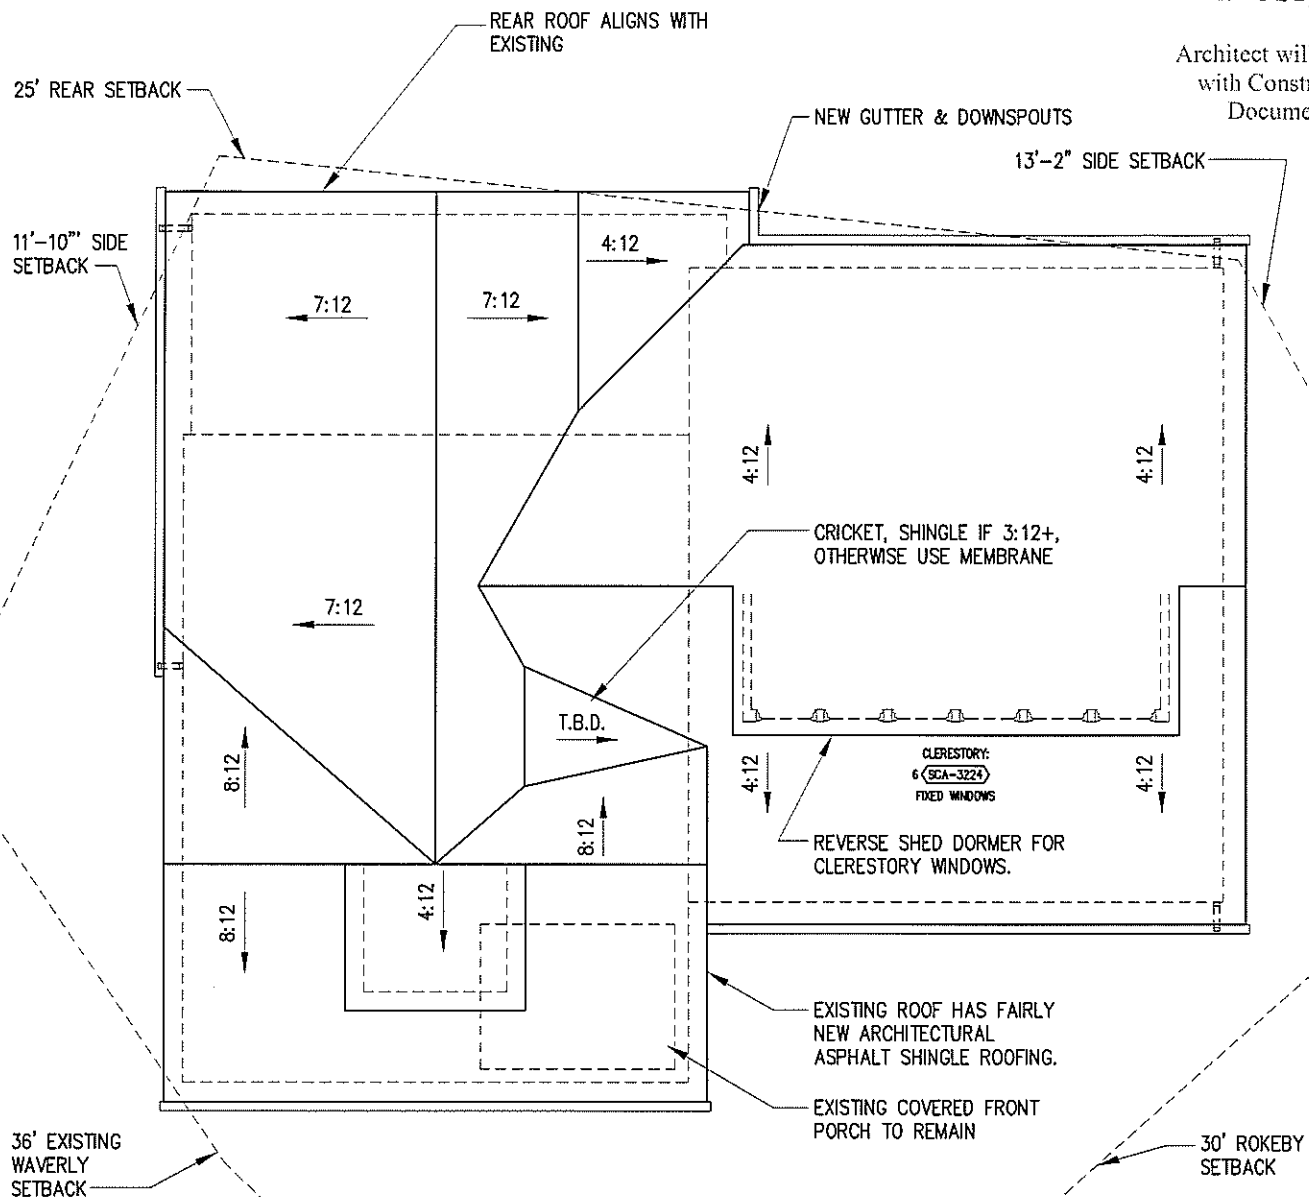 REAR ROOF ALIGNS WITH
EXISTING
Architect wil
with Constr
Docume
25' REAR SETBACK
NEW GUTTER & DOWNSPOUTS
13'-2" SIDE SETBACK
11'-10"' SIDE
SETBACK
4:12
7:12
7:12
4:12
4:12
CRICKET, SHINGLE IF 3:12+,
OTHERWISE USE MEMBRANE
7:12
T.B.D.
8:12
8:12
4:12
4:12
CLERESTORY:
6 SCA-3224
FIXED WINDOWS
REVERSE SHED DORMER FOR
CLERESTORY WINDOWS.
8:12
4:12
EXISTING ROOF HAS FAIRLY
NEW ARCHITECTURAL
ASPHALT SHINGLE ROOFING.
EXISTING COVERED FRONT
PORCH TO REMAIN
36' EXISTING
WAVERLY
SETBACK
30' ROKEBY
SETBACK